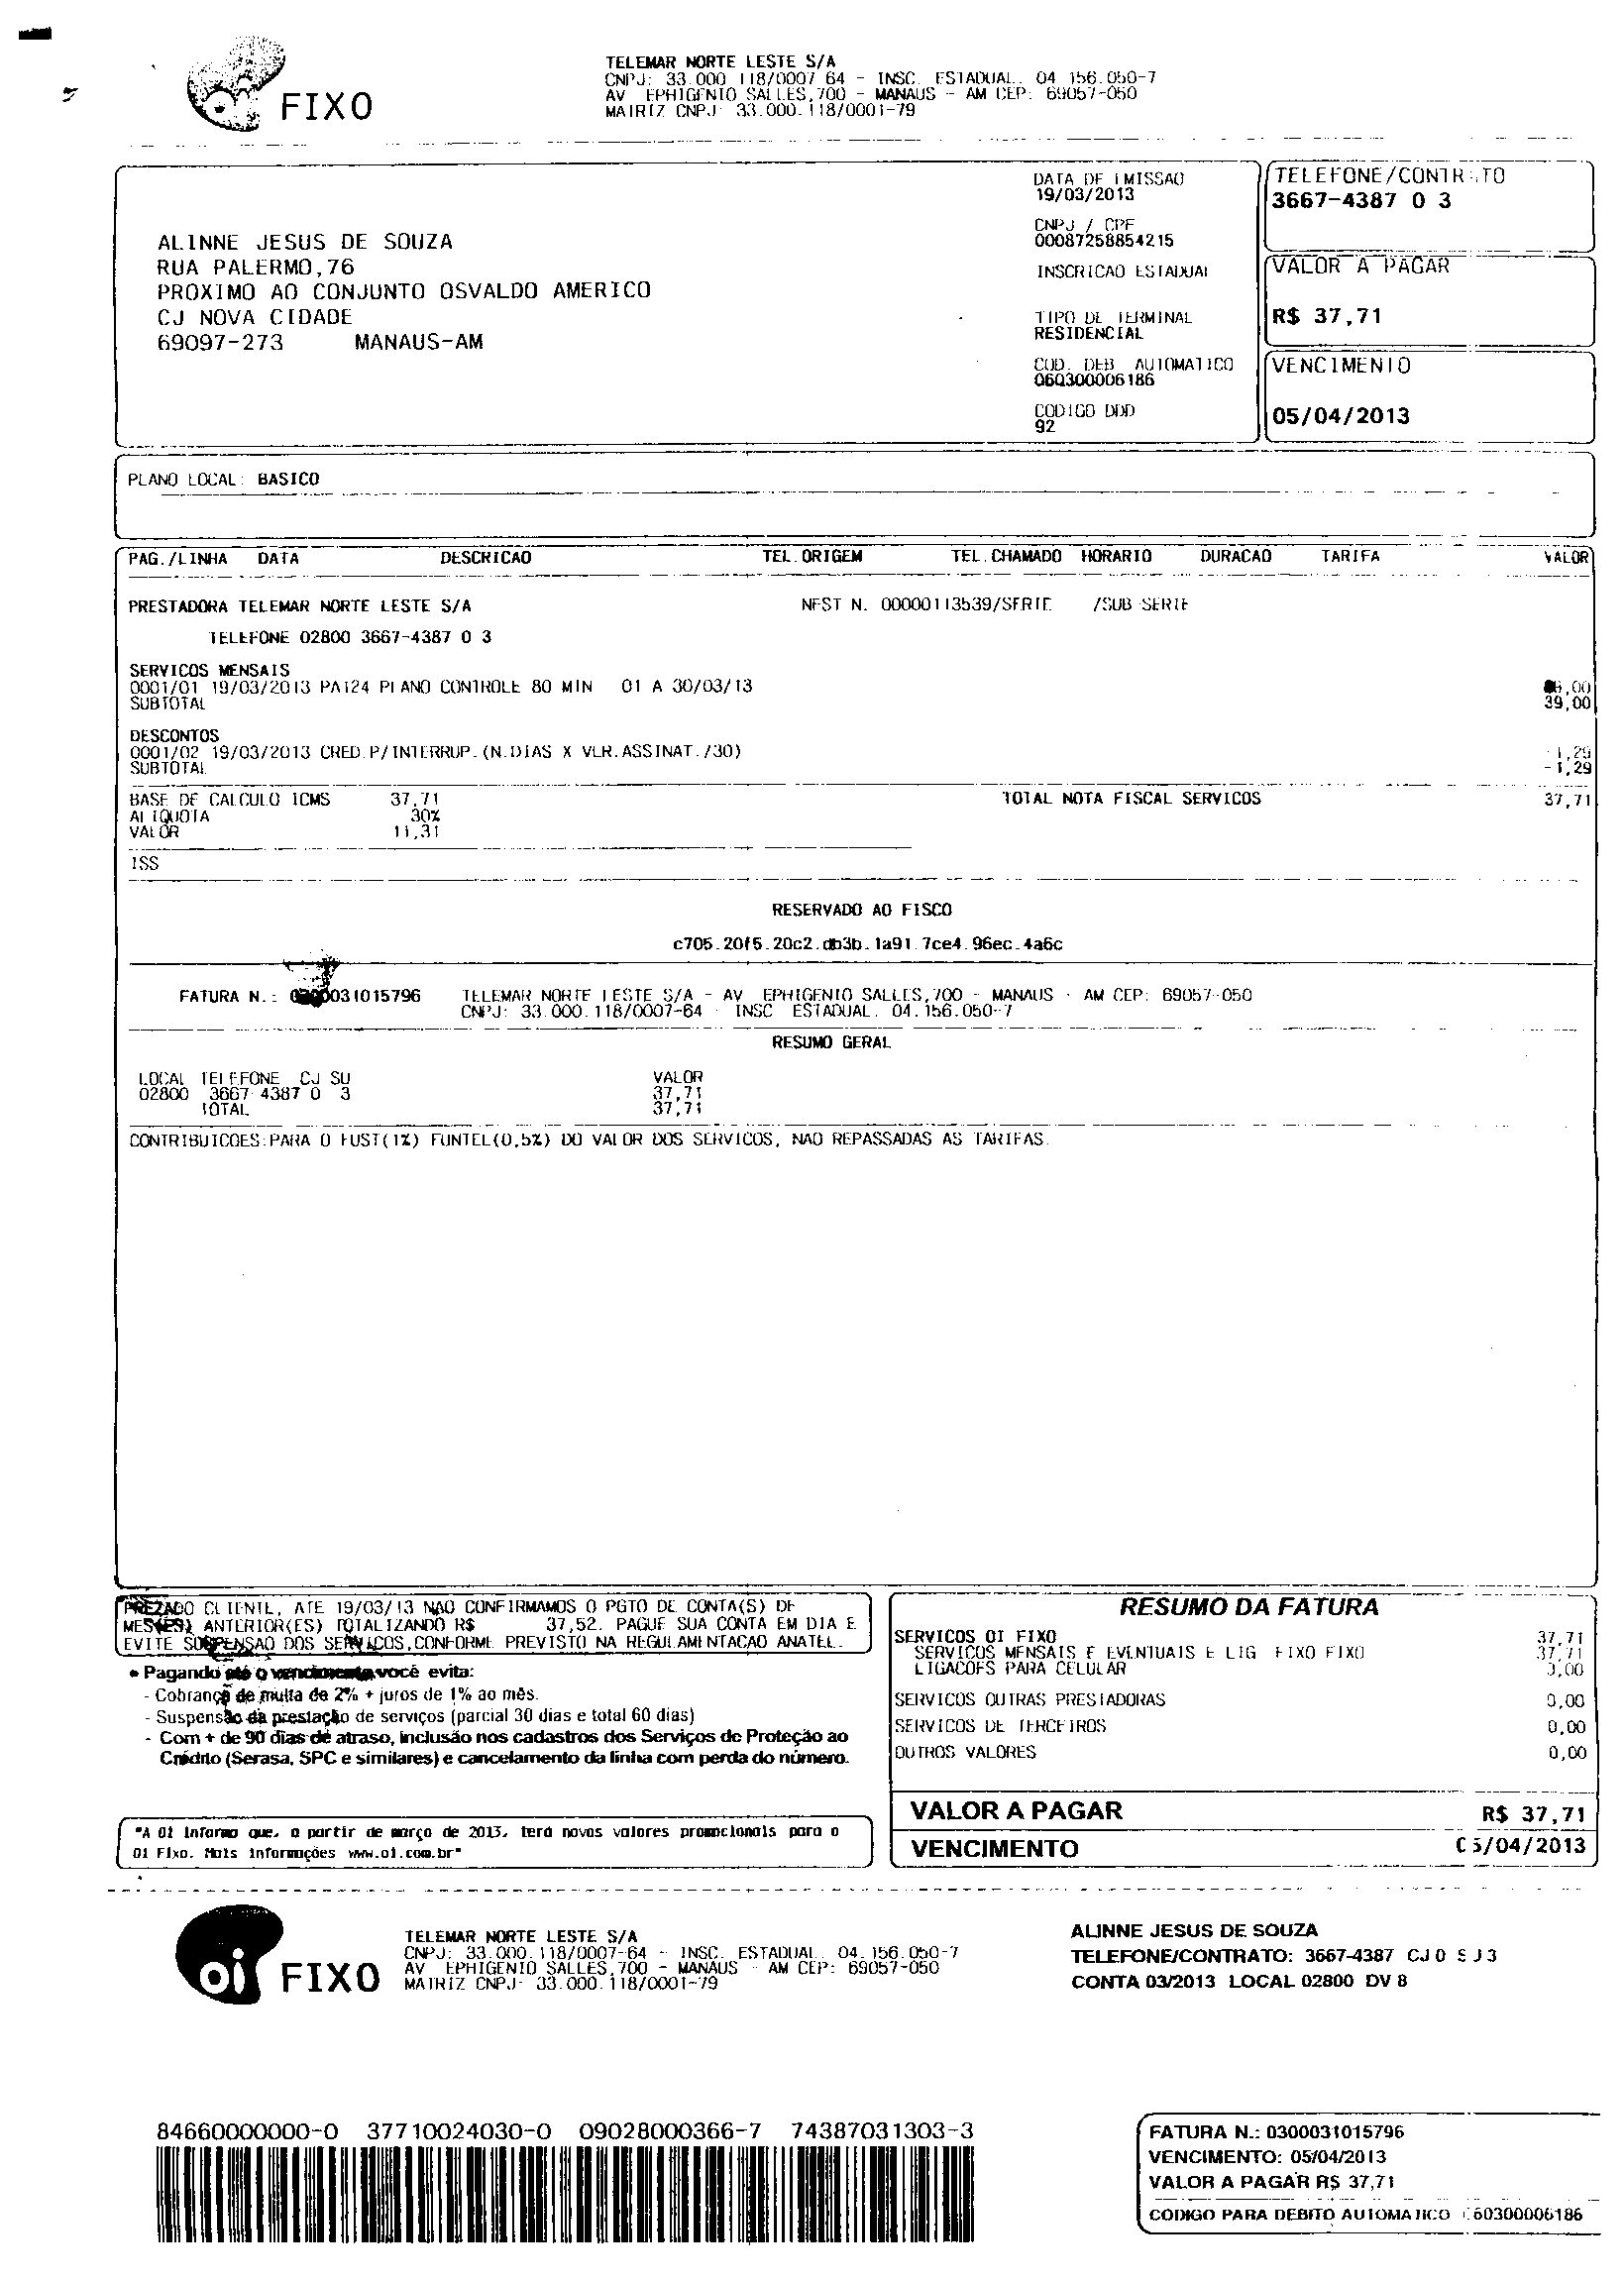 oi FIXO
TELEMAR NORTE LESTE S/A
CNPJ: 33.000.118/0007-64 - INSC. ESTADUAL. 04.156.050-7
AV EPHIGENIO SALLES,700 - MANAUS - AM CEP: 69057-050
MATRIZ CNPJ- 33.000.118/0001-79
DATA DE EMISSAO
19/03/2013
TELEFONE/CONTRATO
3667-4387 0 3
CNPJ / CPF
00087258854215
ALINNE JESUS DE SOUZA
RUA PALERMO,76
PROXIMO AO CONJUNTO OSVALDO AMERICO
CJ NOVA CIDADE
69097-273 MANAUS-AM
INSCRICAO ESTADUAL
VALOR A PAGAR
R$ 37,71
TIPO DE TERMINAL
RESIDENCIAL
COD. DEB AUTOMATICO
060300006186
VENCIMENTO
05/04/2013
CODIGO DDD
92
PLANO LOCAL: BASICO
PAG./LINHA DATA DESCRICAO TEL.ORIGEM TEL.CHAMADO HORARIO DURACAO TARIFA VALOR
PRESTADORA TELEMAR NORTE LESTE S/A NFST N. 00000113539/SERIE /SUB SERIE
TELEFONE 02800 3667-4387 0 3
SERVICOS MENSAIS
0001/01 19/03/2013 PA124 PLANO CONTROLE 80 MIN 01 A 30/03/13
SUBTOTAL 39,00
DESCONTOS
0001/02 19/03/2013 CRED.P/INTERRUP.(N.DIAS X VLR.ASSINAT./30) -1,29
SUBTOTAL -1,29
BASE DE CALCULO ICMS 37,71 TOTAL NOTA FISCAL SERVICOS 37,71
ALIQUOTA 30%
VALOR 11,31
ISS
RESERVADO AO FISCO
c705.20f5.20c2.db3b.1a91.7ce4.96ec.4a6c
FATURA N.: 0300031015796 TELEMAR NORTE LESTE S/A - AV EPHIGENIO SALLES,700 - MANAUS - AM CEP: 69057-050
CNPJ: 33.000.118/0007-64 - INSC ESTADUAL. 04.156.050-7
RESUMO GERAL
LOCAL TELEFONE CJ SU VALOR
02800 3667-4387 0 3 37,71
TOTAL 37,71
CONTRIBUICOES:PARA O FUST(1%) FUNTEL(0,5%) DO VALOR DOS SERVICOS, NAO REPASSADAS AS TARIFAS.
PREZADO CLIENTE, ATE 19/03/13 NAO CONFIRMAMOS O PGTO DE CONTA(S) DE
MES(ES) ANTERIOR(ES) TOTALIZANDO R$ 37,52. PAGUE SUA CONTA EM DIA E
EVITE SUSPENSAO DOS SERVICOS,CONFORME PREVISTO NA REGULAMENTACAO ANATEL.
• Pagando até o vencimento você evita:
- Cobrança de multa de 2% + juros de 1% ao mês.
- Suspensão da prestação de serviços (parcial 30 dias e total 60 dias)
- Com + de 90 dias de atraso, inclusão nos cadastros dos Serviços de Proteção ao
Crédito (Serasa, SPC e similares) e cancelamento da linha com perda do número.
"A Oi informa que, a partir de março de 2013, terá novos valores promocionais para o
Oi Fixo. Mais informações www.oi.com.br"
RESUMO DA FATURA
SERVICOS OI FIXO 37,71
SERVICOS MENSAIS E EVENTUAIS E LIG FIXO FIXO 37,71
LIGACOES PARA CELULAR 0,00
SERVICOS OUTRAS PRESTADORAS 0,00
SERVICOS DE TERCEIROS 0,00
OUTROS VALORES 0,00
VALOR A PAGAR R$ 37,71
VENCIMENTO 05/04/2013
oi FIXO
TELEMAR NORTE LESTE S/A
CNPJ: 33.000.118/0007-64 - INSC. ESTADUAL. 04.156.050-7
AV EPHIGENIO SALLES,700 - MANAUS - AM CEP: 69057-050
MATRIZ CNPJ- 33.000.118/0001-79
ALINNE JESUS DE SOUZA
TELEFONE/CONTRATO: 3667-4387 CJ 0 SU 3
CONTA 03/2013 LOCAL 02800 DV 8
84660000000-0 37710024030-0 09028000366-7 74387031303-3
FATURA N.: 0300031015796
VENCIMENTO: 05/04/2013
VALOR A PAGAR R$ 37,71
CODIGO PARA DEBITO AUTOMATICO 060300006186